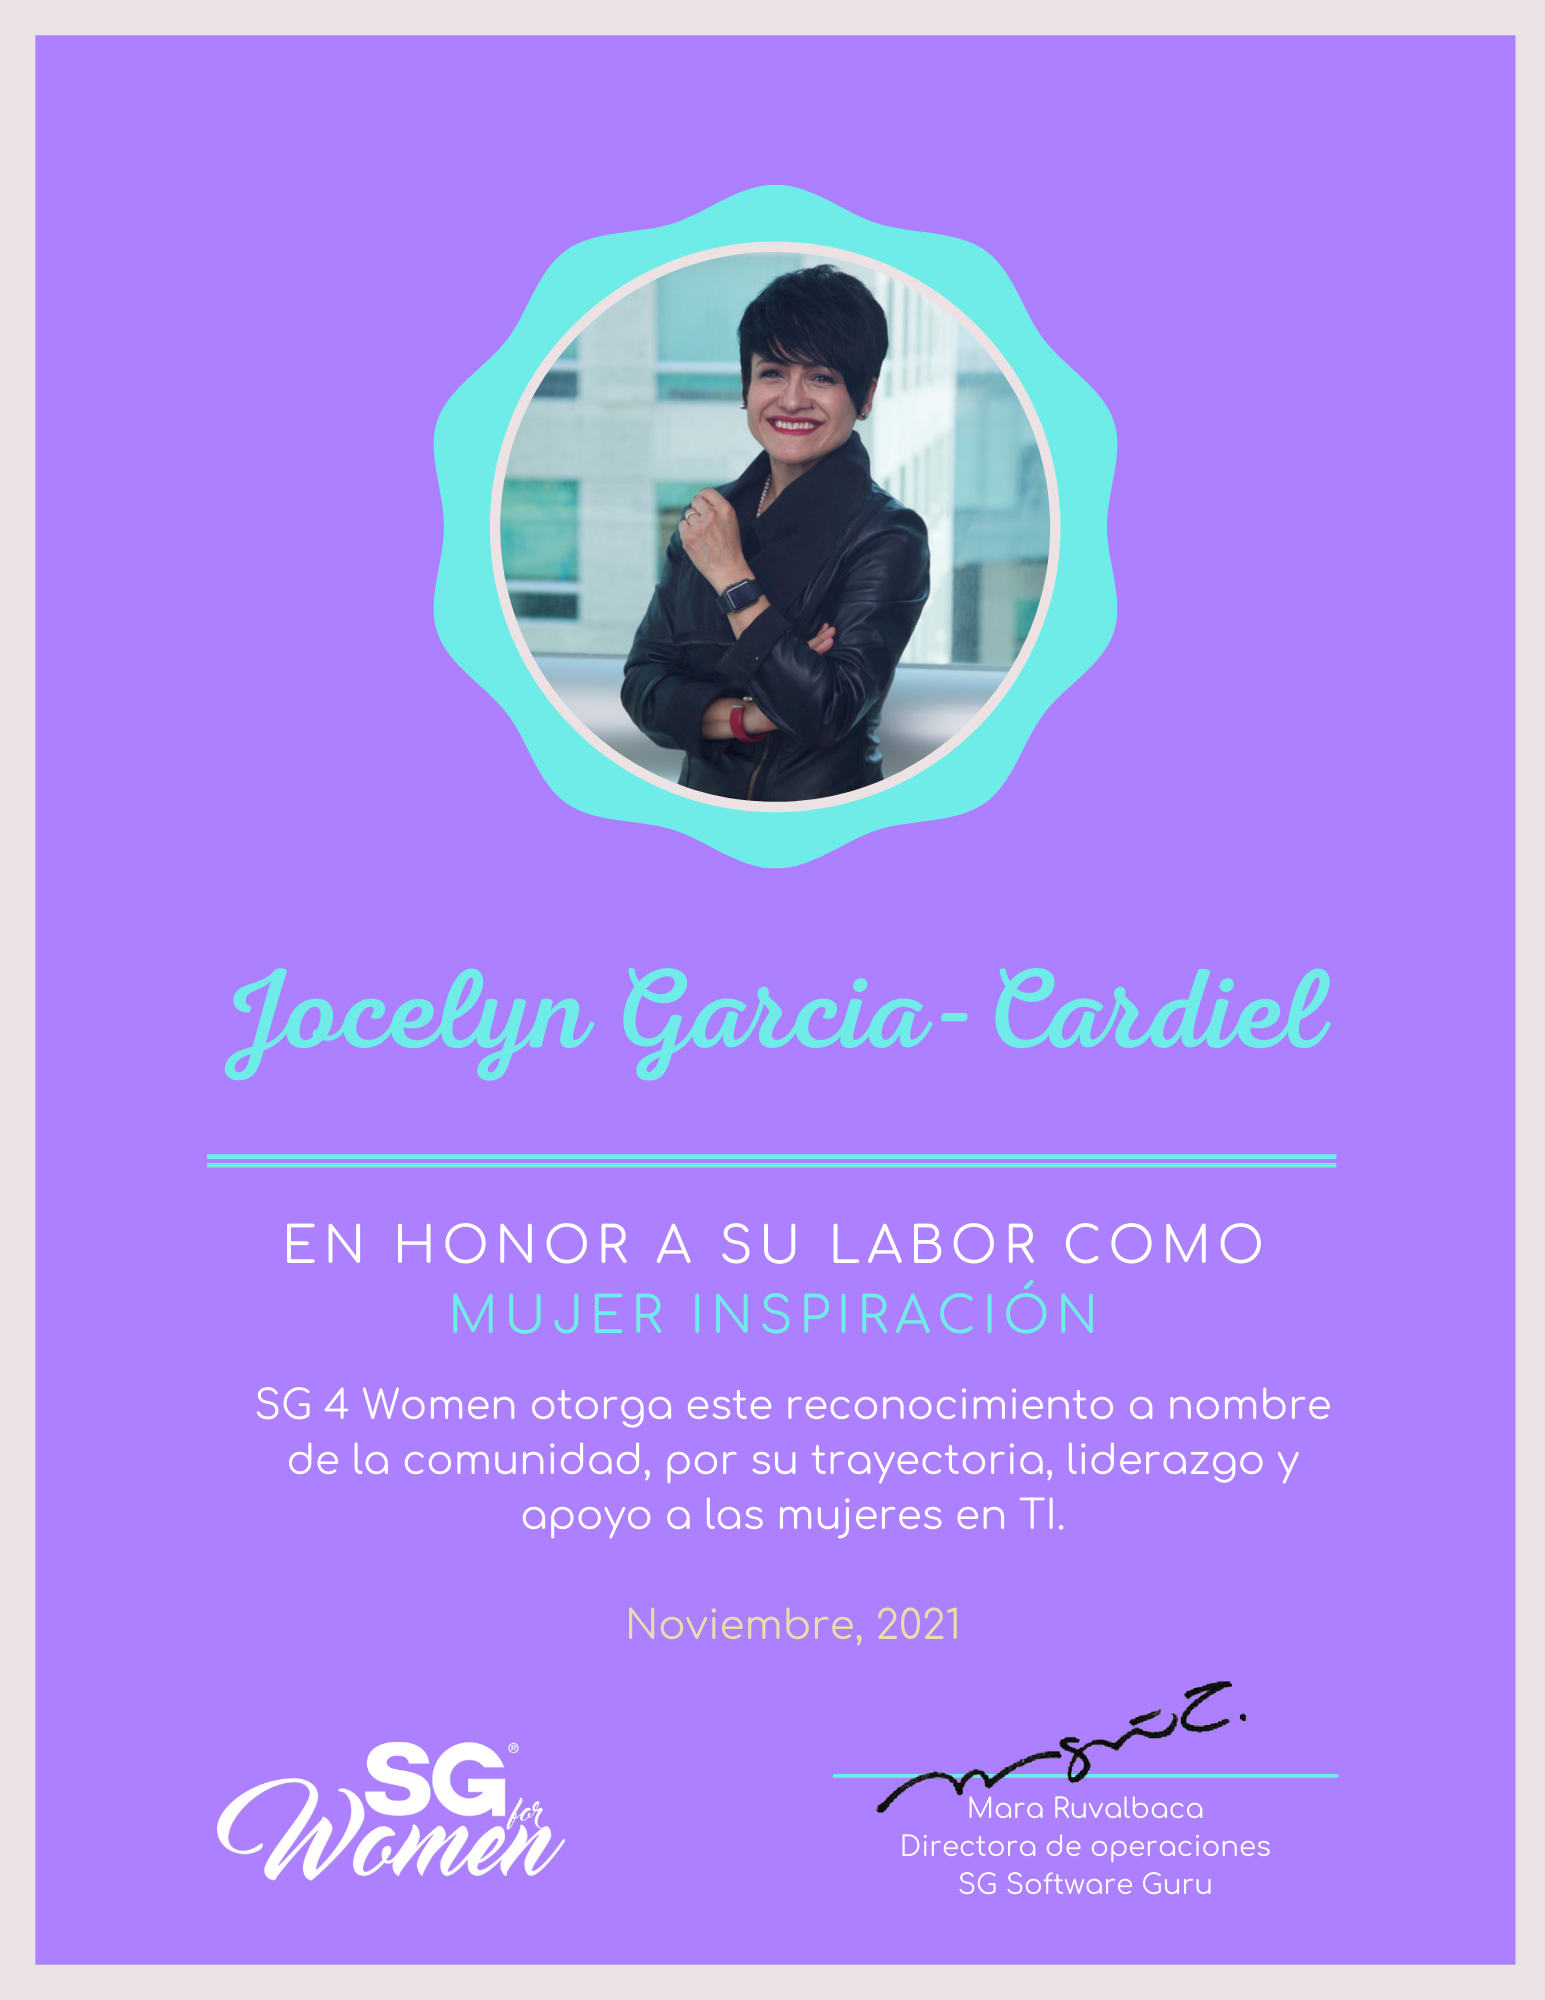 Jocelyn Garcia-Cardiel
EN HONOR A SU LABOR COMO
MUJER INSPIRACIÓN
SG 4 Women otorga este reconocimiento a nombre
de la comunidad, por su trayectoria, liderazgo y
apoyo a las mujeres en TI.
Noviembre, 2021
SG®
for
Women
Mara Ruvalbaca
Directora de operaciones
SG Software Guru